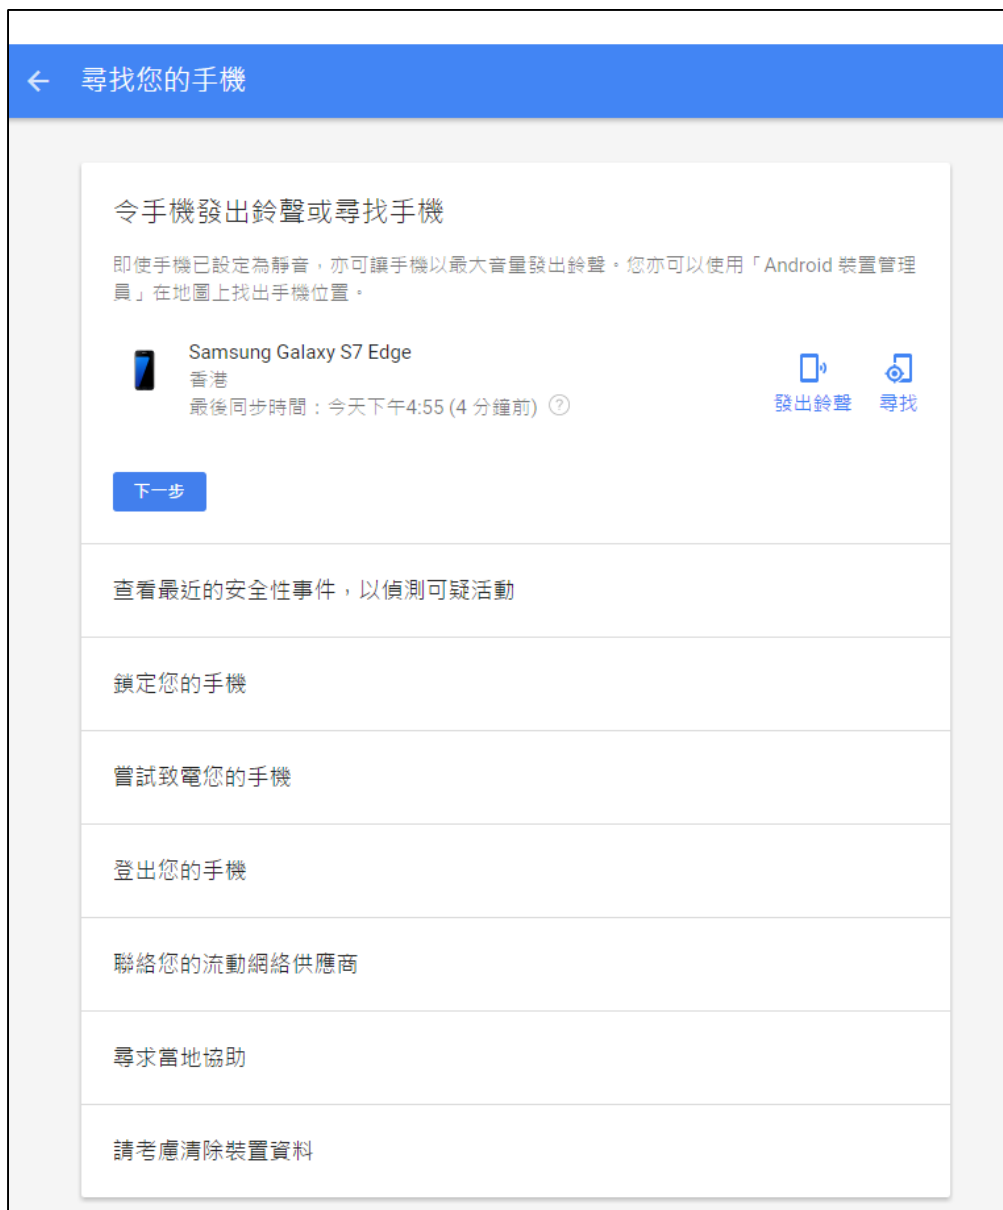 尋找您的手機
令手機發出鈴聲或尋找手機
即使手機已設定為靜音，亦可讓手機以最大音量發出鈴聲。您亦可以使用「Android 裝置管理
員」在地圖上找出手機位置。
Samsung Galaxy S7 Edge
香港
最後同步時間：今天下午4:55 (4 分鐘前) ?
發出鈴聲 尋找
下一步
查看最近的安全性事件，以偵測可疑活動
鎖定您的手機
嘗試致電您的手機
登出您的手機
聯絡您的流動網絡供應商
尋求當地協助
請考慮清除裝置資料